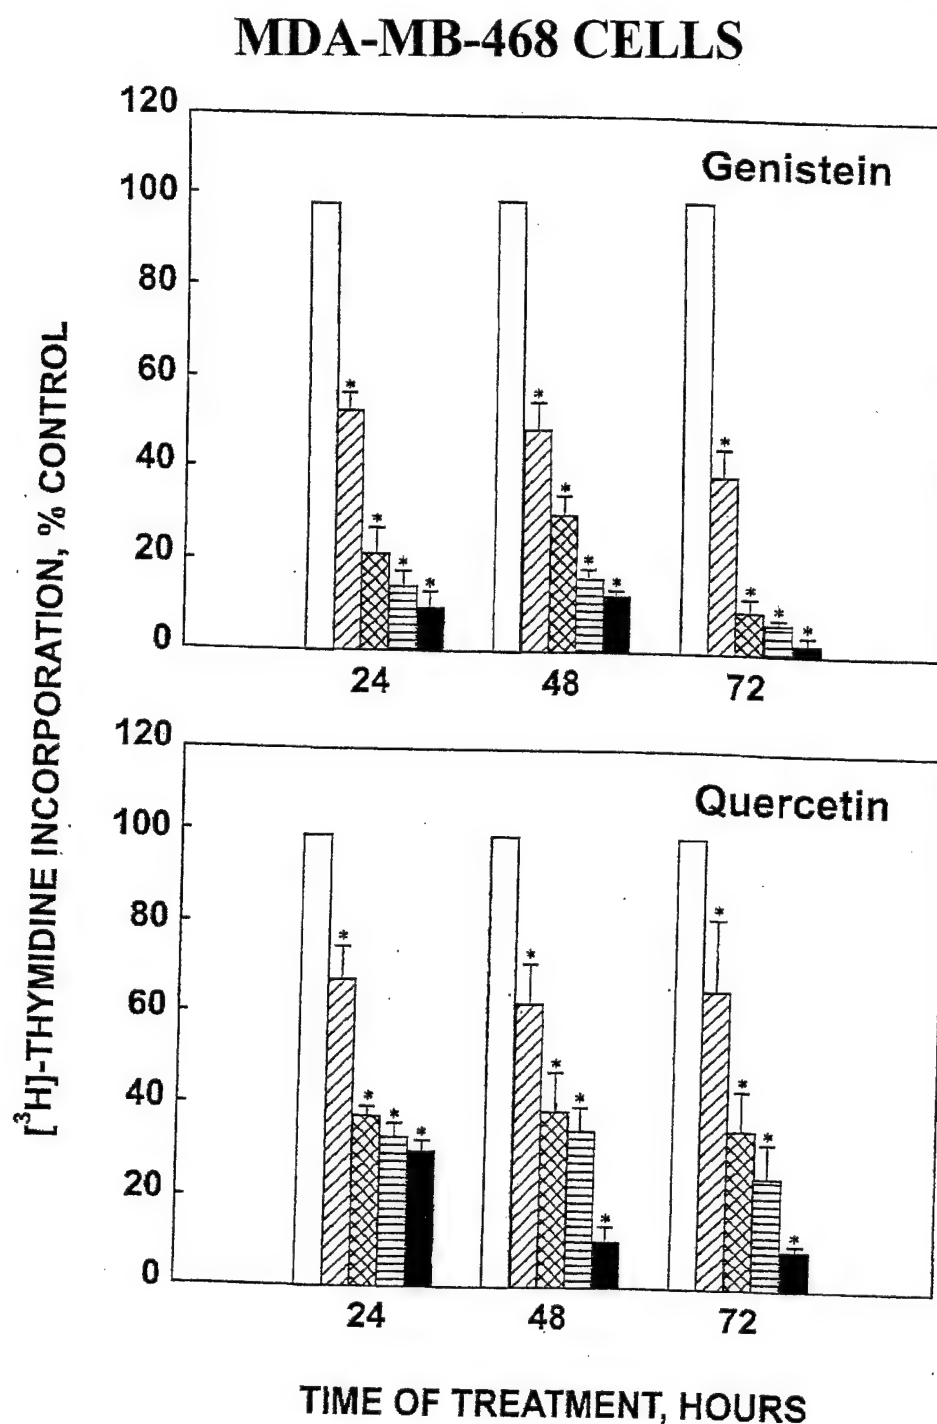 MDA-MB-468 CELLS
120
Genistein
100
80
60
40
20
0
* * * *
* * * *
* * * *
24 48 72
[³H]-THYMIDINE INCORPORATION, % CONTROL
120
Quercetin
100
80
60
40
20
0
* * * *
* * * *
* * * *
24 48 72
TIME OF TREATMENT, HOURS